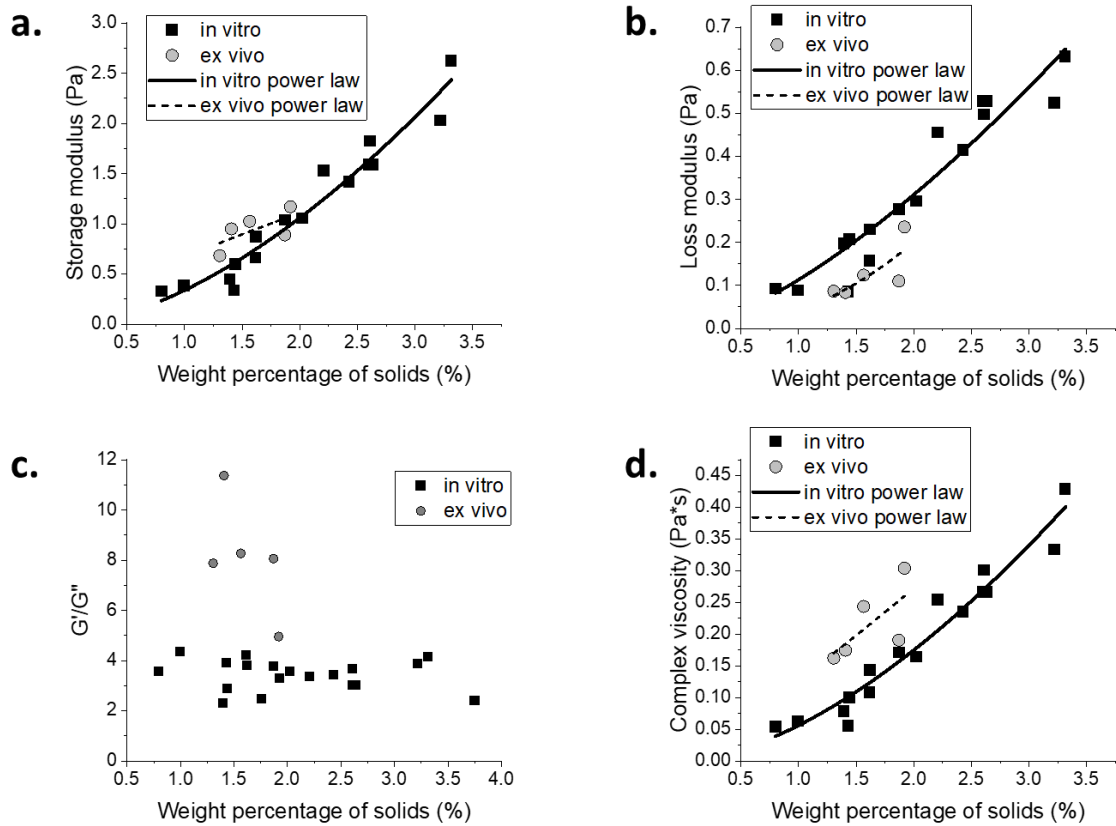 a.
in vitro
ex vivo
in vitro power law
ex vivo power law
Storage modulus (Pa)
3.0
2.5
2.0
1.5
1.0
0.5
0.0
0.5 1.0 1.5 2.0 2.5 3.0 3.5
Weight percentage of solids (%)
b.
in vitro
ex vivo
in vitro power law
ex vivo power law
Loss modulus (Pa)
0.7
0.6
0.5
0.4
0.3
0.2
0.1
0.0
0.5 1.0 1.5 2.0 2.5 3.0 3.5
Weight percentage of solids (%)
c.
in vitro
ex vivo
G'/G"
12
10
8
6
4
2
0
0.5 1.0 1.5 2.0 2.5 3.0 3.5 4.0
Weight percentage of solids (%)
d.
in vitro
ex vivo
in vitro power law
ex vivo power law
Complex viscosity (Pa*s)
0.45
0.40
0.35
0.30
0.25
0.20
0.15
0.10
0.05
0.00
0.5 1.0 1.5 2.0 2.5 3.0 3.5
Weight percentage of solids (%)